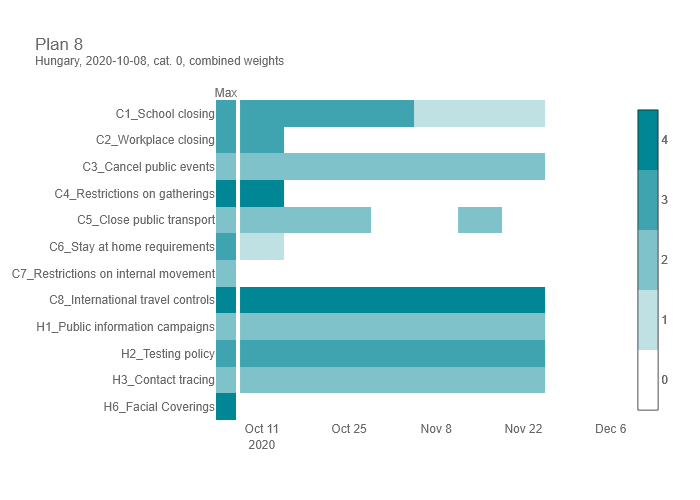 Plan 8
Hungary, 2020-10-08, cat. 0, combined weights
Max
C1_School closing
C2_Workplace closing
C3_Cancel public events
C4_Restrictions on gatherings
C5_Close public transport
C6_Stay at home requirements
C7_Restrictions on internal movement
C8_International travel controls
H1_Public information campaigns
H2_Testing policy
H3_Contact tracing
H6_Facial Coverings
Oct 11 Oct 25 Nov 8 Nov 22 Dec 6
2020
4
3
2
1
0